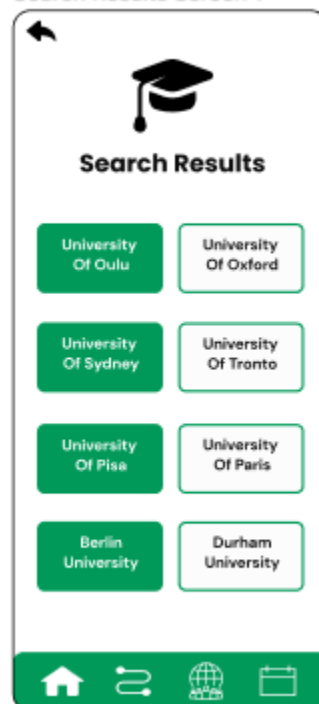 Search Results
University
Of Oulu
University
Of Oxford
University
Of Sydney
University
Of Tronto
University
Of Pisa
University
Of Paris
Berlin
University
Durham
University